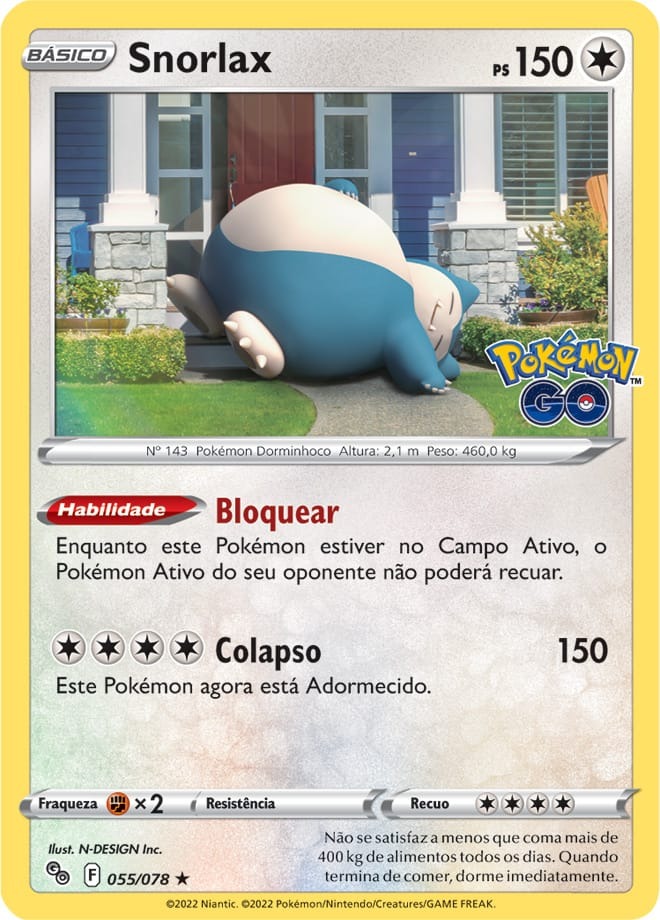 BÁSICO Snorlax PS 150
POKÉMON™
GO
Nº 143 Pokémon Dorminhoco Altura: 2,1 m Peso: 460,0 kg
Habilidade Bloquear
Enquanto este Pokémon estiver no Campo Ativo, o
Pokémon Ativo do seu oponente não poderá recuar.
Colapso 150
Este Pokémon agora está Adormecido.
Fraqueza ×2 Resistência Recuo
Ilust. N-DESIGN Inc.
GO F 055/078 ★
Não se satisfaz a menos que coma mais de
400 kg de alimentos todos os dias. Quando
termina de comer, dorme imediatamente.
©2022 Niantic. ©2022 Pokémon/Nintendo/Creatures/GAME FREAK.